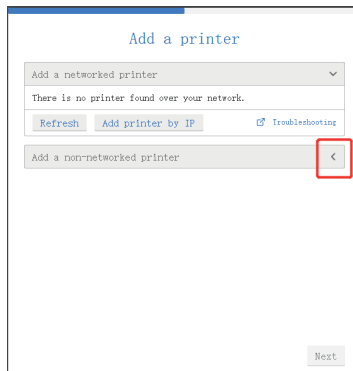 Add a printer
Add a networked printer
There is no printer found over your network.
Refresh Add printer by IP Troubleshooting
Add a non-networked printer
Next